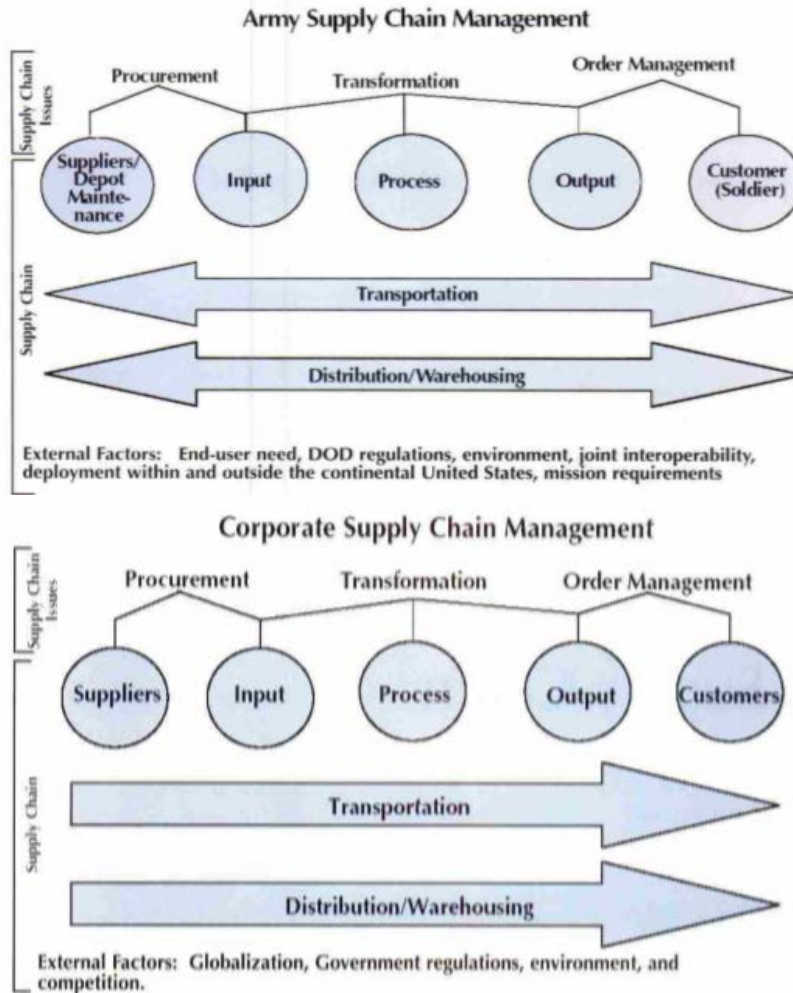 Army Supply Chain Management
Supply Chain
Issues
Procurement
Transformation
Order Management
Suppliers/
Depot
Mainte-
nance
Input
Process
Output
Customer
(Soldier)
Supply Chain
Transportation
Distribution/Warehousing
External Factors: End-user need, DOD regulations, environment, joint interoperability,
deployment within and outside the continental United States, mission requirements
Corporate Supply Chain Management
Supply Chain
Issues
Procurement
Transformation
Order Management
Suppliers
Input
Process
Output
Customers
Supply Chain
Transportation
Distribution/Warehousing
External Factors: Globalization, Government regulations, environment, and
competition.